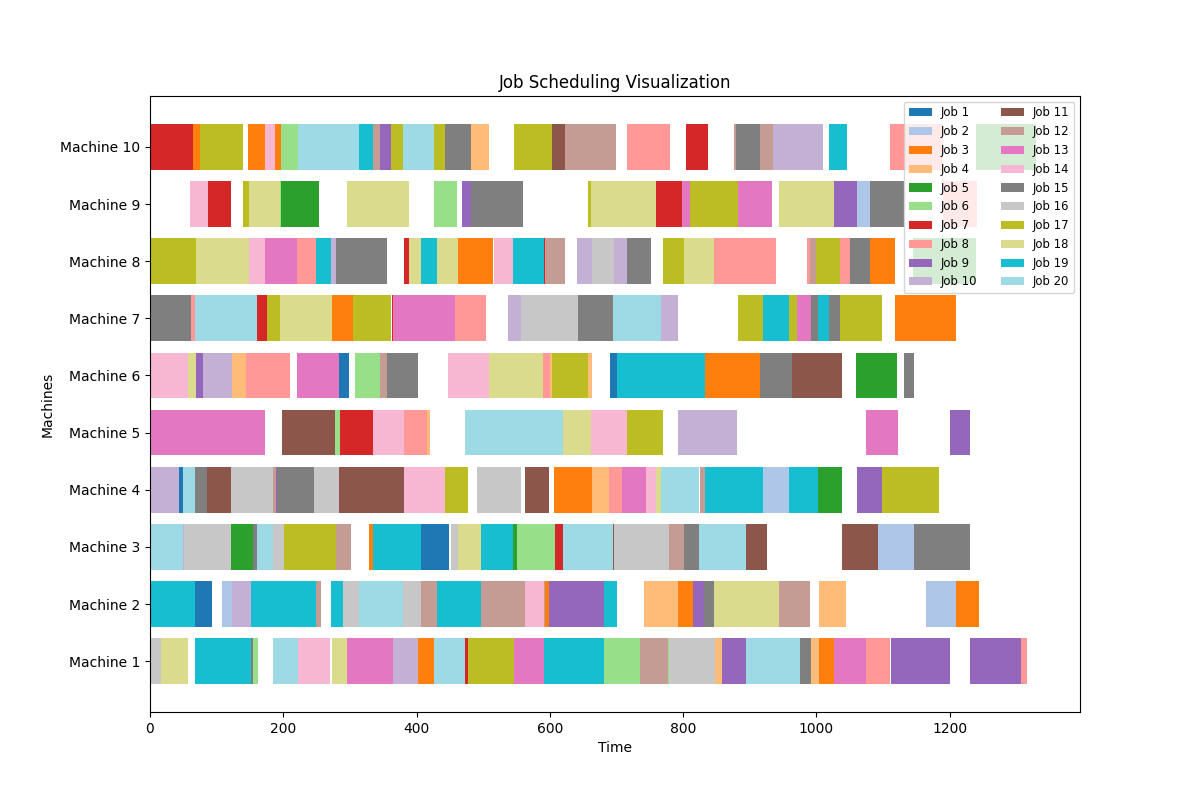 Job Scheduling Visualization
Machine 10
Machine 9
Machine 8
Machine 7
Machine 6
Machine 5
Machine 4
Machine 3
Machine 2
Machine 1
Machines
0 200 400 600 800 1000 1200
Time
Job 1 Job 11
Job 2 Job 12
Job 3 Job 13
Job 4 Job 14
Job 5 Job 15
Job 6 Job 16
Job 7 Job 17
Job 8 Job 18
Job 9 Job 19
Job 10 Job 20